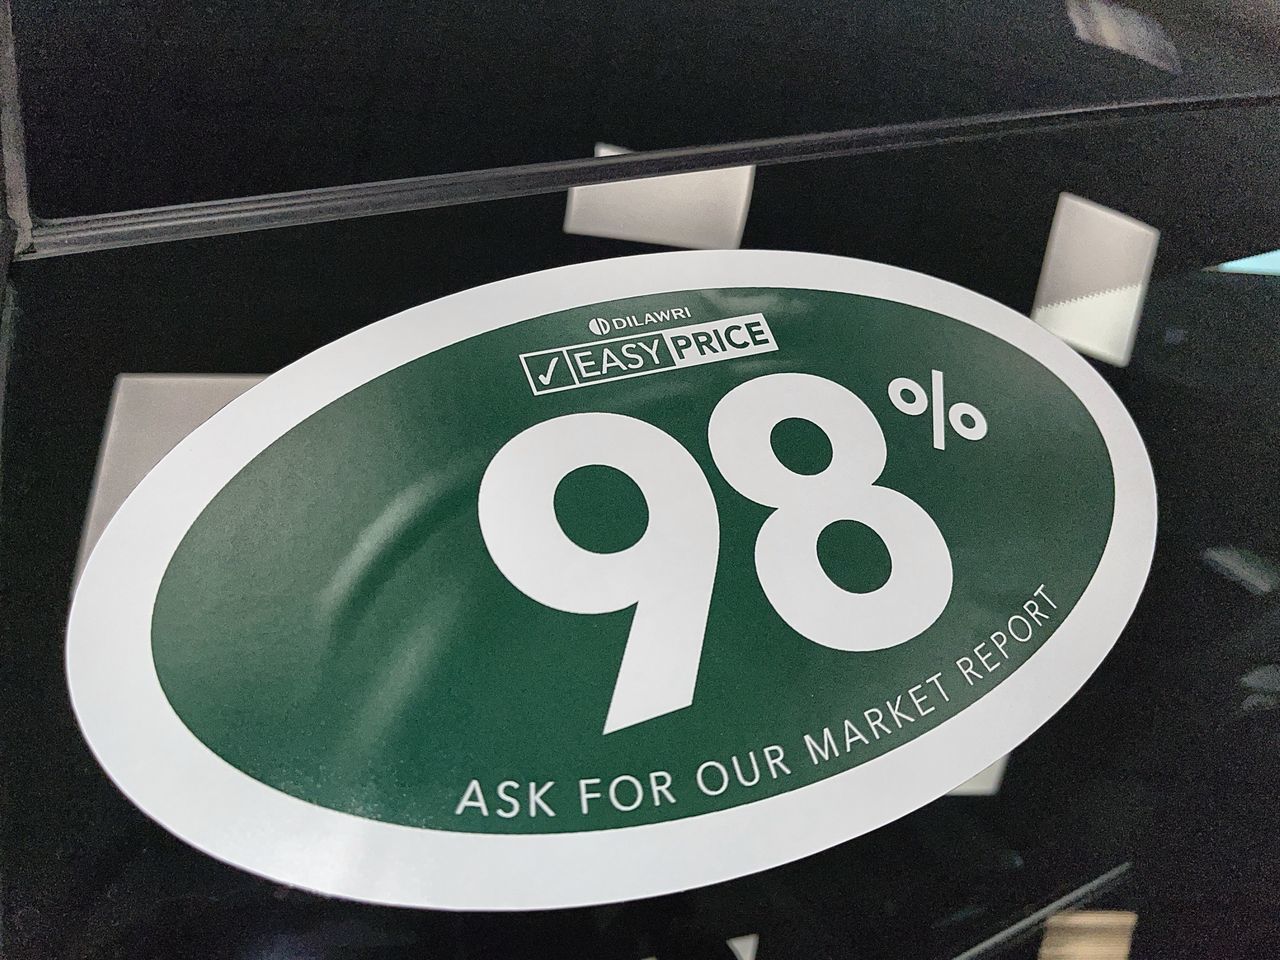 DILAWRI
✓ EASY PRICE
98%
ASK FOR OUR MARKET REPORT